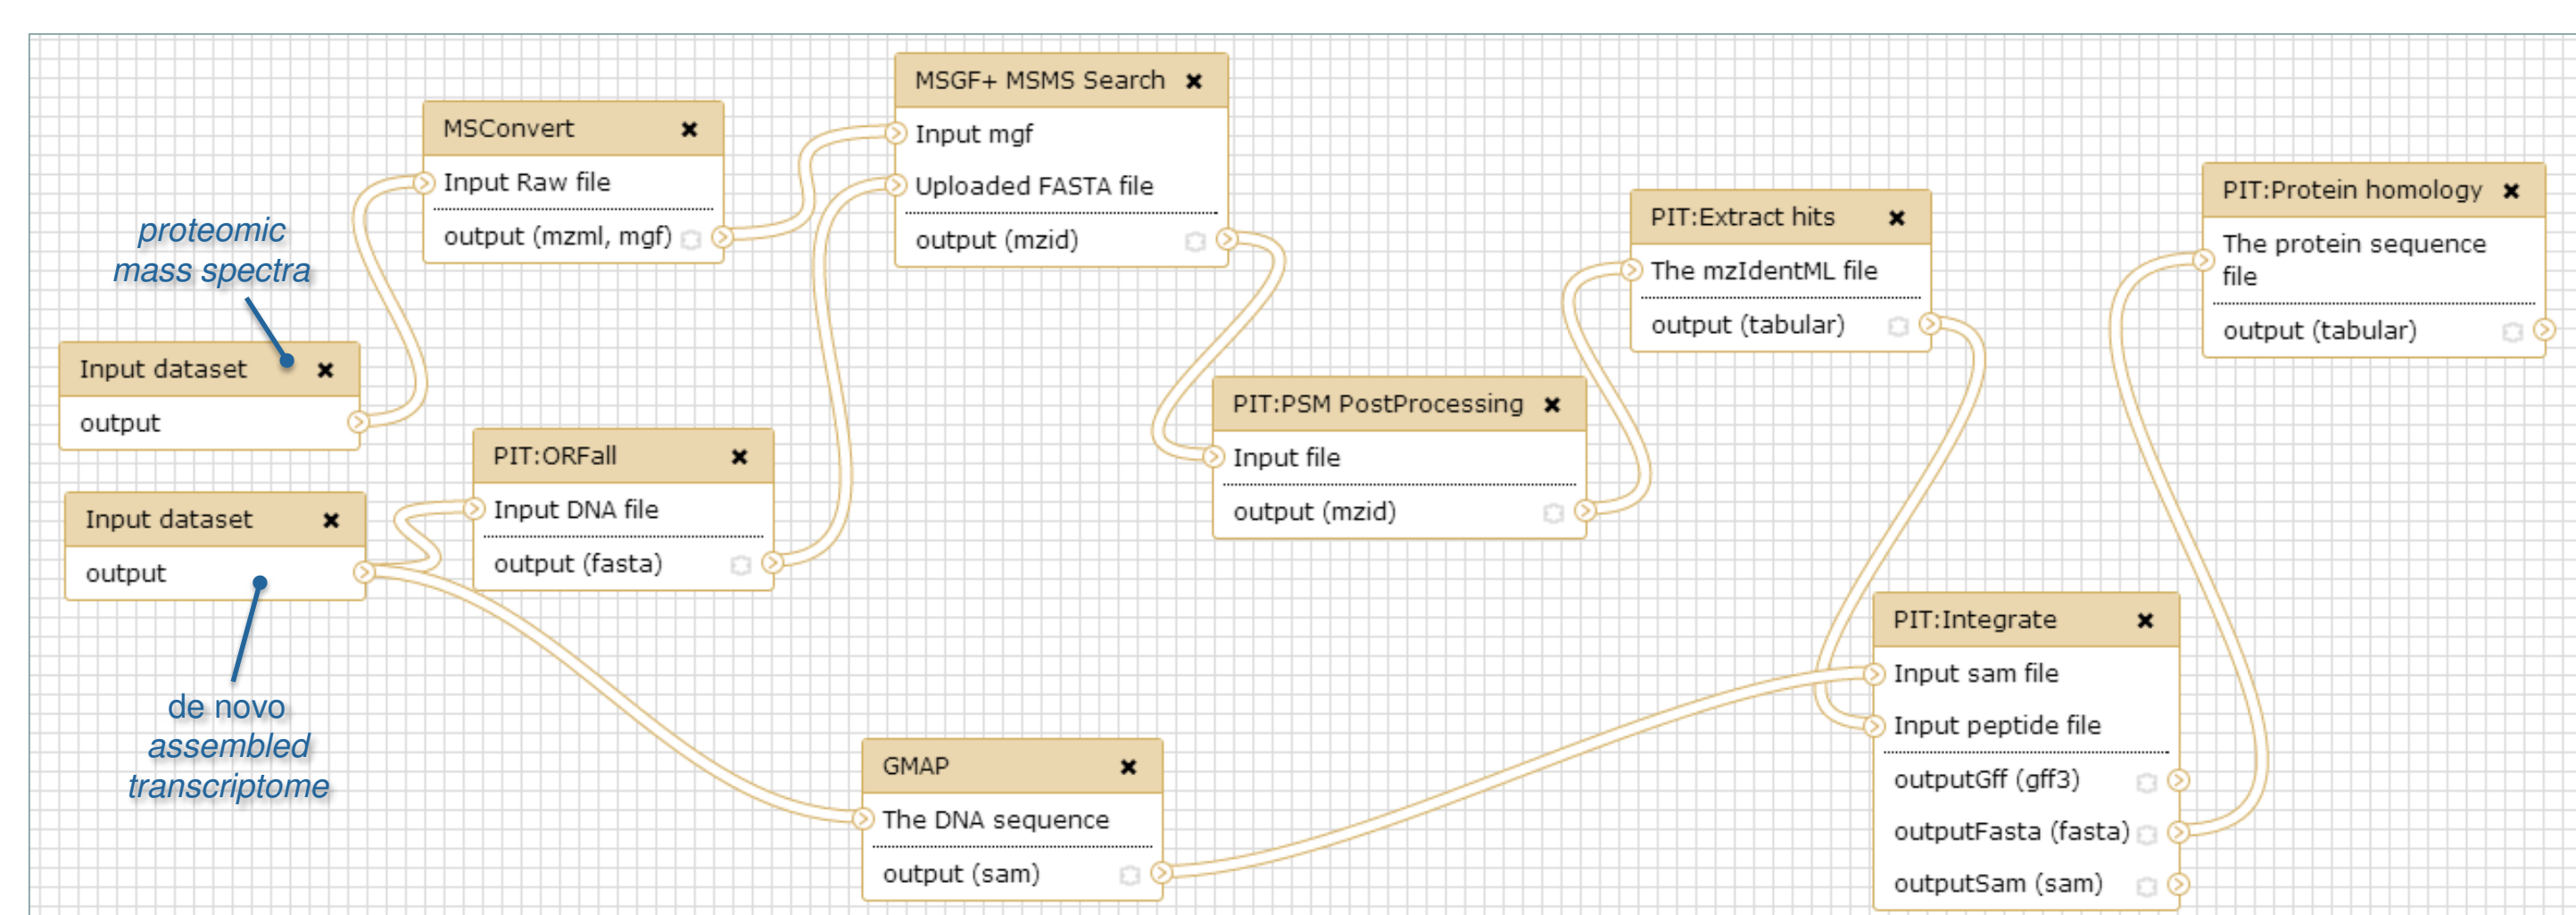 MSGF+ MSMS Search
Input mgf
Uploaded FASTA file
output (mzid)
MSConvert
Input Raw file
output (mzml, mgf)
PIT:Protein homology
The protein sequence
file
output (tabular)
PIT:Extract hits
The mzIdentML file
output (tabular)
proteomic
mass spectra
Input dataset
output
PIT:PSM PostProcessing
Input file
output (mzid)
PIT:ORFall
Input DNA file
output (fasta)
Input dataset
output
de novo
assembled
transcriptome
PIT:Integrate
Input sam file
Input peptide file
outputGff (gff3)
outputFasta (fasta)
outputSam (sam)
GMAP
The DNA sequence
output (sam)